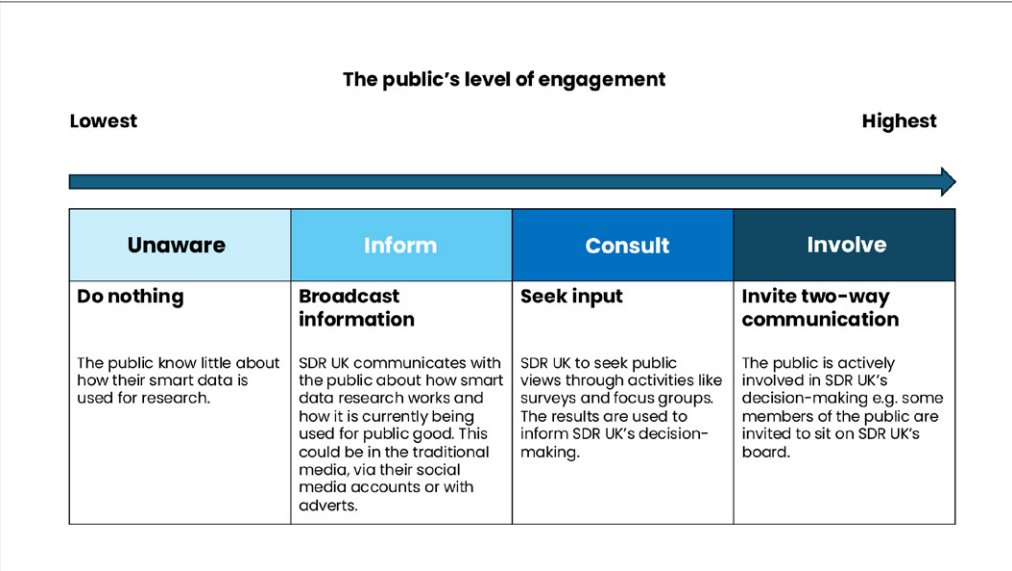 The public’s level of engagement
Lowest
Highest
Unaware
Inform
Consult
Involve
Do nothing
The public know little about
how their smart data is
used for research.
Broadcast
information
SDR UK communicates with
the public about how smart
data research works and
how it is currently being
used for public good. This
could be in the traditional
media, via their social
media accounts or with
adverts.
Seek input
SDR UK to seek public
views through activities like
surveys and focus groups.
The results are used to
inform SDR UK’s decision-
making.
Invite two-way
communication
The public is actively
involved in SDR UK’s
decision-making e.g. some
members of the public are
invited to sit on SDR UK’s
board.